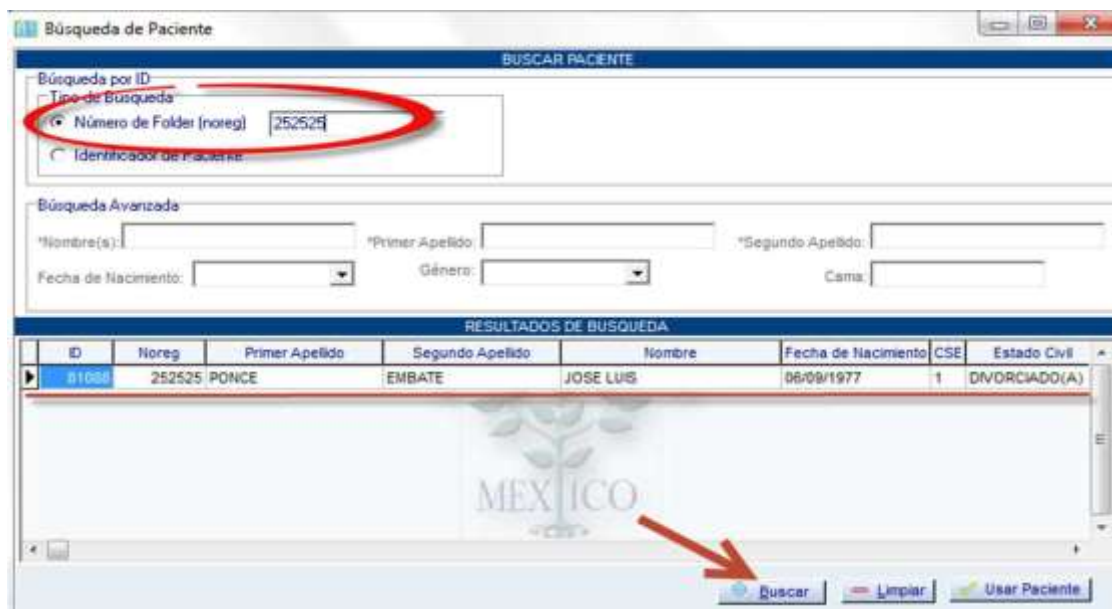 Búsqueda de Paciente
BUSCAR PACIENTE
Búsqueda por ID
Tipo de Búsqueda
Número de Folder (noreg) 252525
Identificador de Paciente
Búsqueda Avanzada
*Nombre(s): *Primer Apellido: *Segundo Apellido:
Fecha de Nacimiento: Género: Cama:
RESULTADOS DE BUSQUEDA
ID Noreg Primer Apellido Segundo Apellido Nombre Fecha de Nacimiento CSE Estado Civil
252525 PONCE EMBATE JOSE LUIS 06/09/1977 1 DIVORCIADO(A)
MEXICO
Buscar Limpiar Usar Paciente